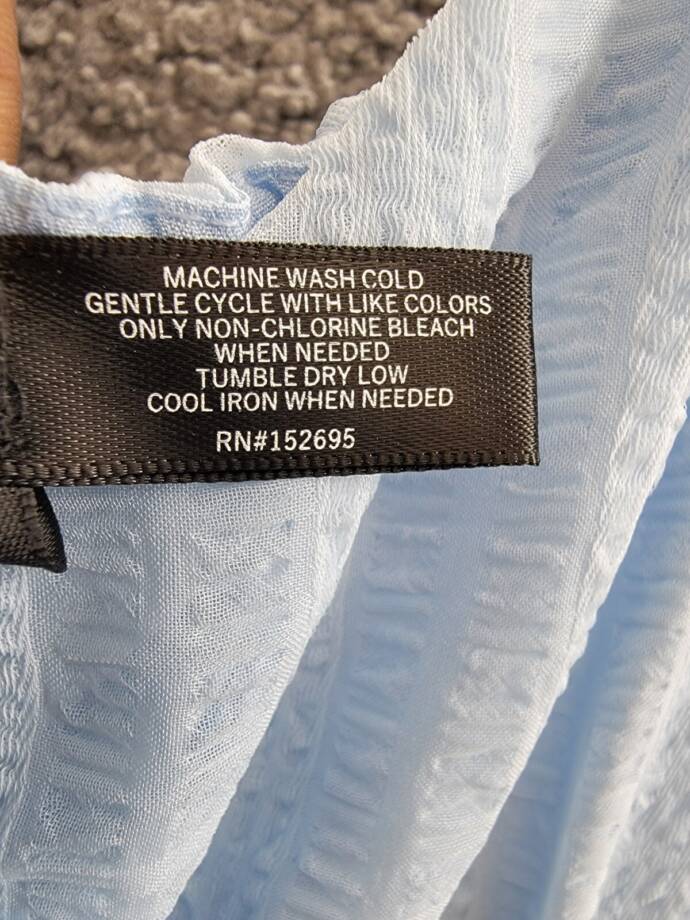 MACHINE WASH COLD
GENTLE CYCLE WITH LIKE COLORS
ONLY NON-CHLORINE BLEACH
WHEN NEEDED
TUMBLE DRY LOW
COOL IRON WHEN NEEDED
RN#152695